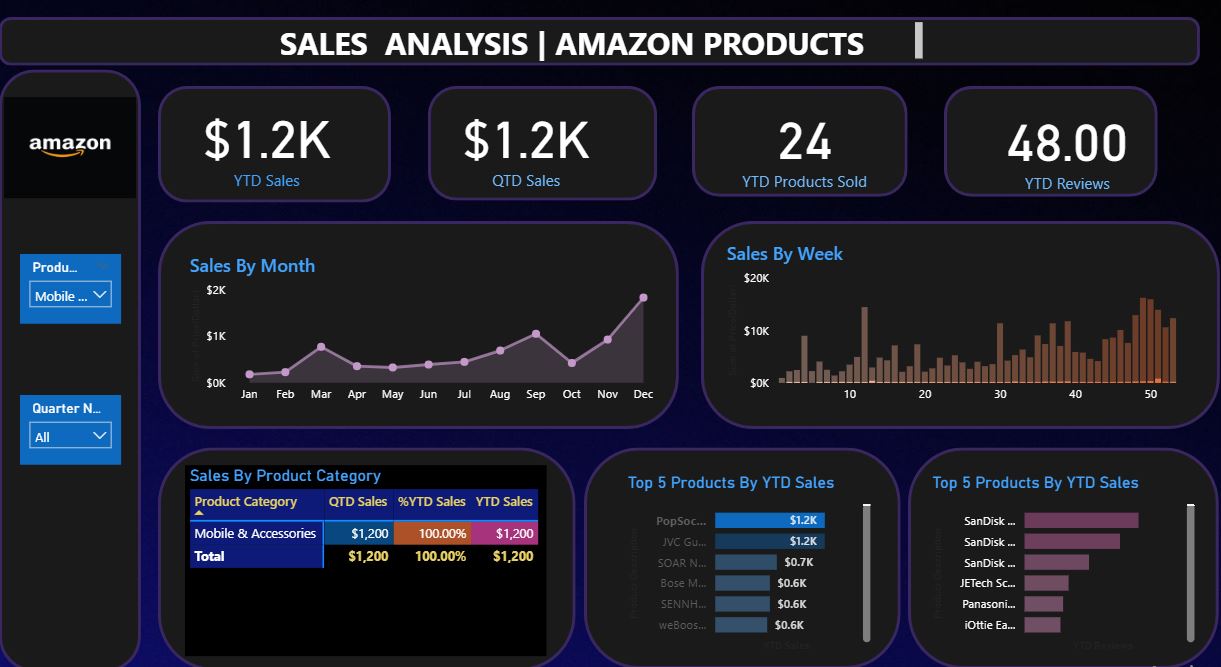 SALES ANALYSIS | AMAZON PRODUCTS
amazon
$1.2K
YTD Sales
$1.2K
QTD Sales
24
YTD Products Sold
48.00
YTD Reviews
Produ...
Mobile ...
Quarter N...
All
Sales By Month
$2K
$1K
$0K
Jan Feb Mar Apr May Jun Jul Aug Sep Oct Nov Dec
Sales By Week
$20K
$10K
$0K
10 20 30 40 50
Sales By Product Category
Product Category QTD Sales %YTD Sales YTD Sales
Mobile & Accessories $1,200 100.00% $1,200
Total $1,200 100.00% $1,200
Top 5 Products By YTD Sales
Product Description
PopSoc... $1.2K
JVC Gu... $1.2K
SOAR N... $0.7K
Bose M... $0.6K
SENNH... $0.6K
weBoos... $0.6K
YTD Sales
Top 5 Products By YTD Sales
Product Description
SanDisk ...
SanDisk ...
SanDisk ...
JETech Sc...
Panasoni...
iOttie Ea...
YTD Reviews